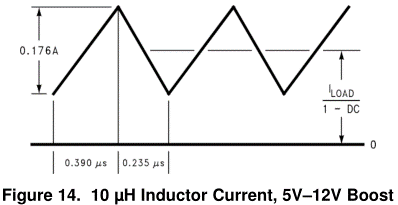 0.176A
I_LOAD
1 – DC
0
0.390 µs
0.235 µs
Figure 14. 10 µH Inductor Current, 5V–12V Boost